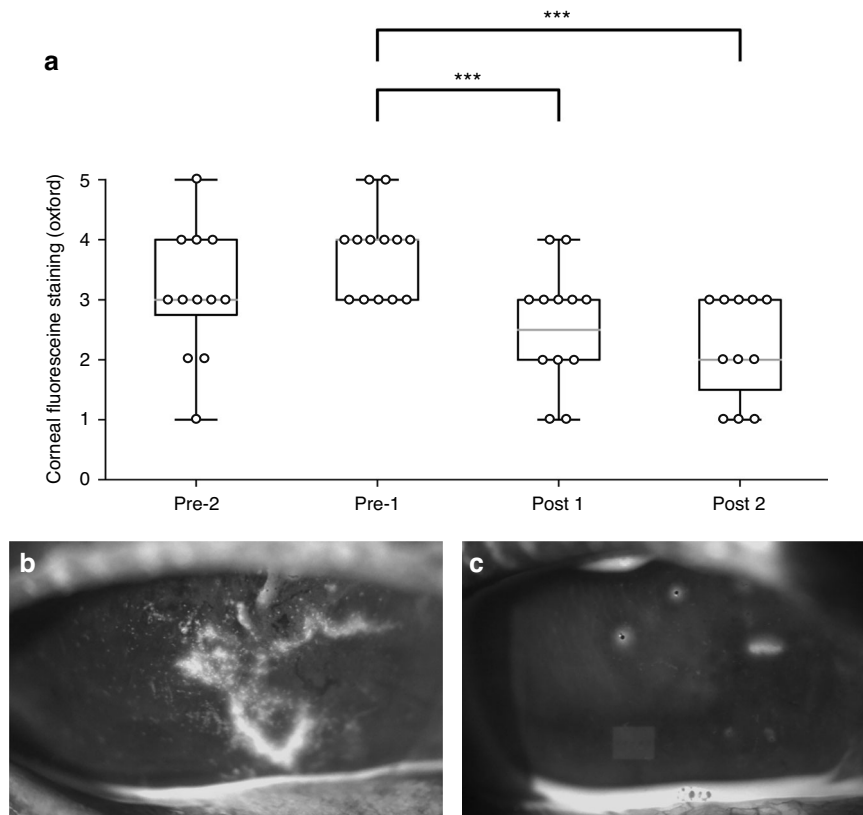 ***
a
***
Corneal fluoresceine staining (oxford)
5
4
3
2
1
0
Pre-2
Pre-1
Post 1
Post 2
b
c